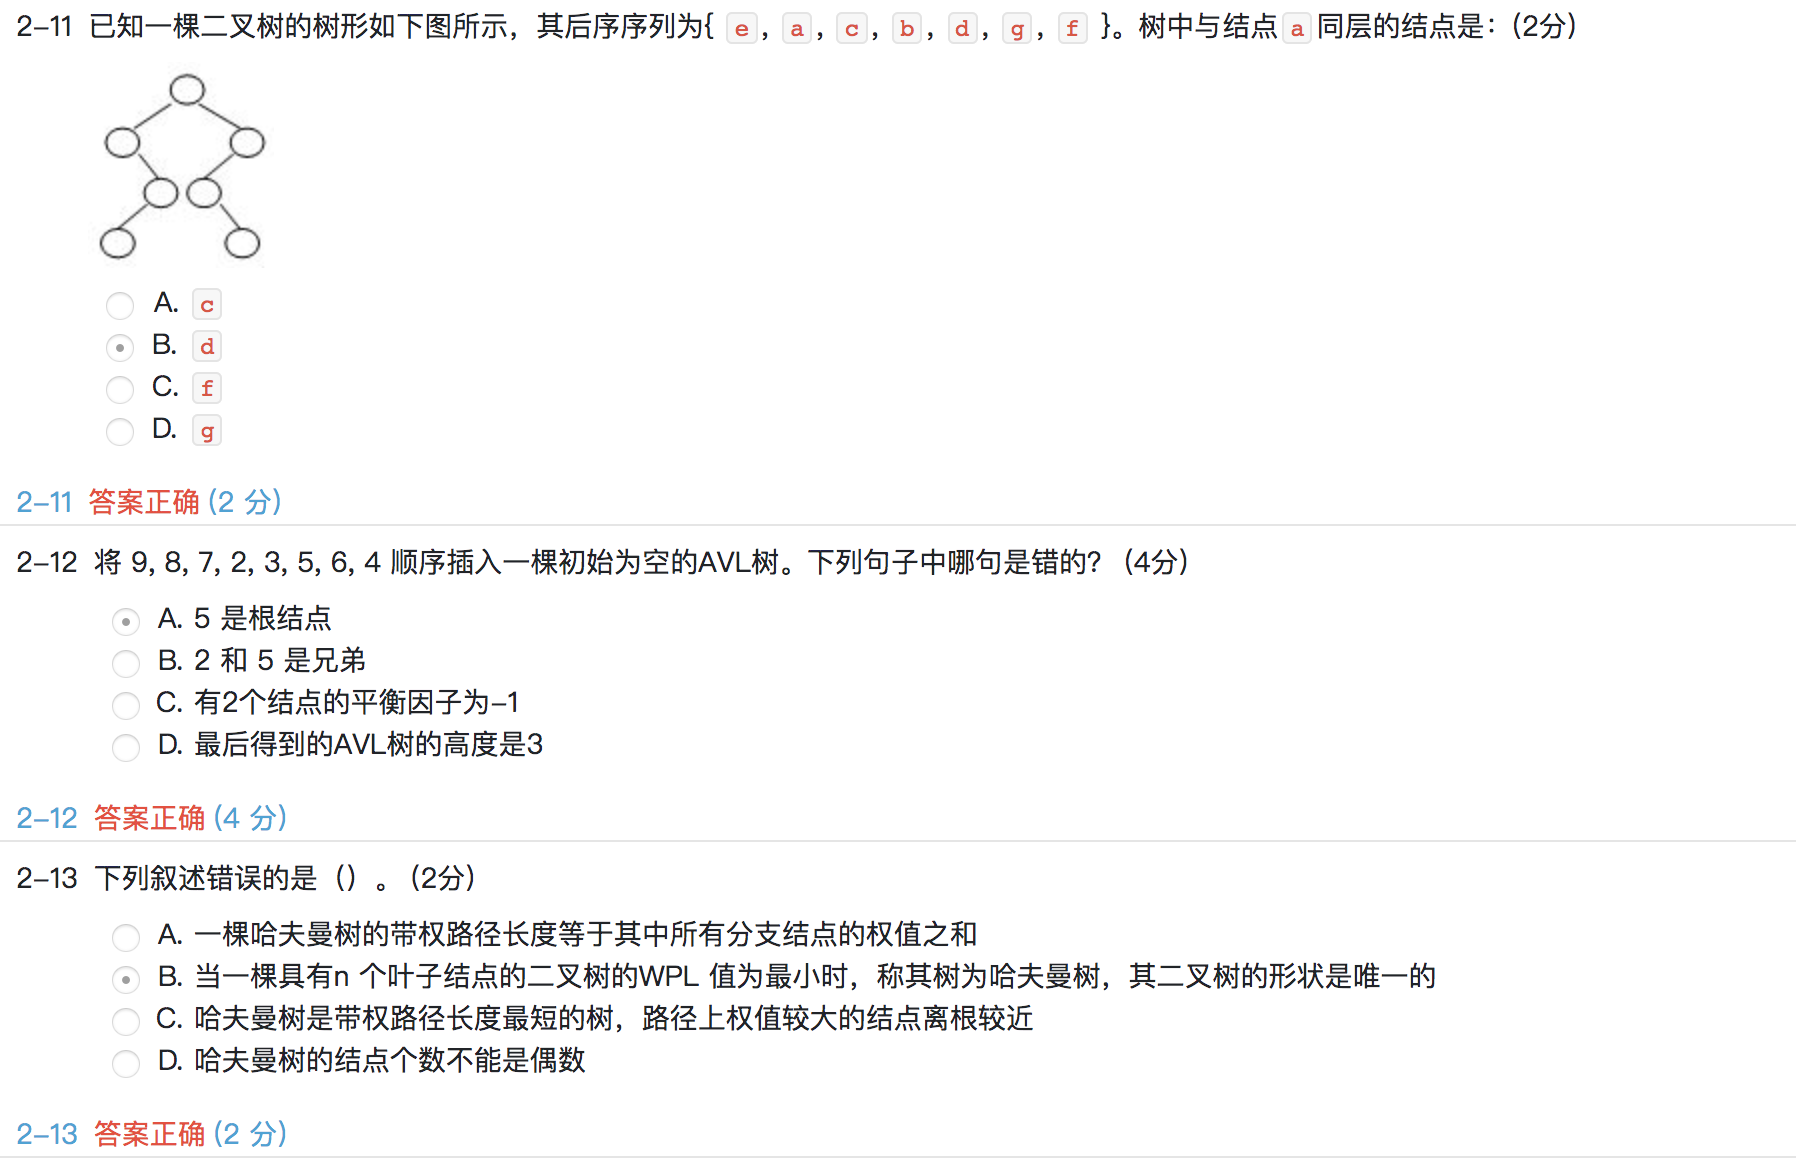 2-11 已知一棵二叉树的树形如下图所示，其后序序列为{ e, a, c, b, d, g, f }。树中与结点 a 同层的结点是：(2分)
A. c
B. d
C. f
D. g
2-11 答案正确 (2 分)
2-12 将 9, 8, 7, 2, 3, 5, 6, 4 顺序插入一棵初始为空的AVL树。下列句子中哪句是错的？ (4分)
A. 5 是根结点
B. 2 和 5 是兄弟
C. 有2个结点的平衡因子为-1
D. 最后得到的AVL树的高度是3
2-12 答案正确 (4 分)
2-13 下列叙述错误的是（）。 (2分)
A. 一棵哈夫曼树的带权路径长度等于其中所有分支结点的权值之和
B. 当一棵具有n 个叶子结点的二叉树的WPL 值为最小时，称其树为哈夫曼树，其二叉树的形状是唯一的
C. 哈夫曼树是带权路径长度最短的树，路径上权值较大的结点离根较近
D. 哈夫曼树的结点个数不能是偶数
2-13 答案正确 (2 分)